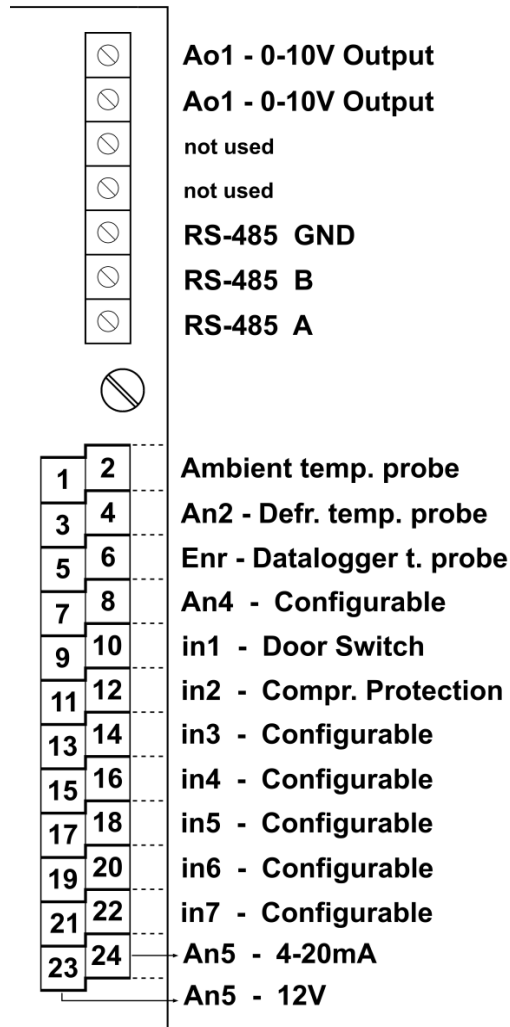 Ao1 - 0-10V Output
Ao1 - 0-10V Output
not used
not used
RS-485 GND
RS-485 B
RS-485 A
1 2 Ambient temp. probe
3 4 An2 - Defr. temp. probe
5 6 Enr - Datalogger t. probe
7 8 An4 - Configurable
9 10 in1 - Door Switch
11 12 in2 - Compr. Protection
13 14 in3 - Configurable
15 16 in4 - Configurable
17 18 in5 - Configurable
19 20 in6 - Configurable
21 22 in7 - Configurable
23 24 An5 - 4-20mA
An5 - 12V